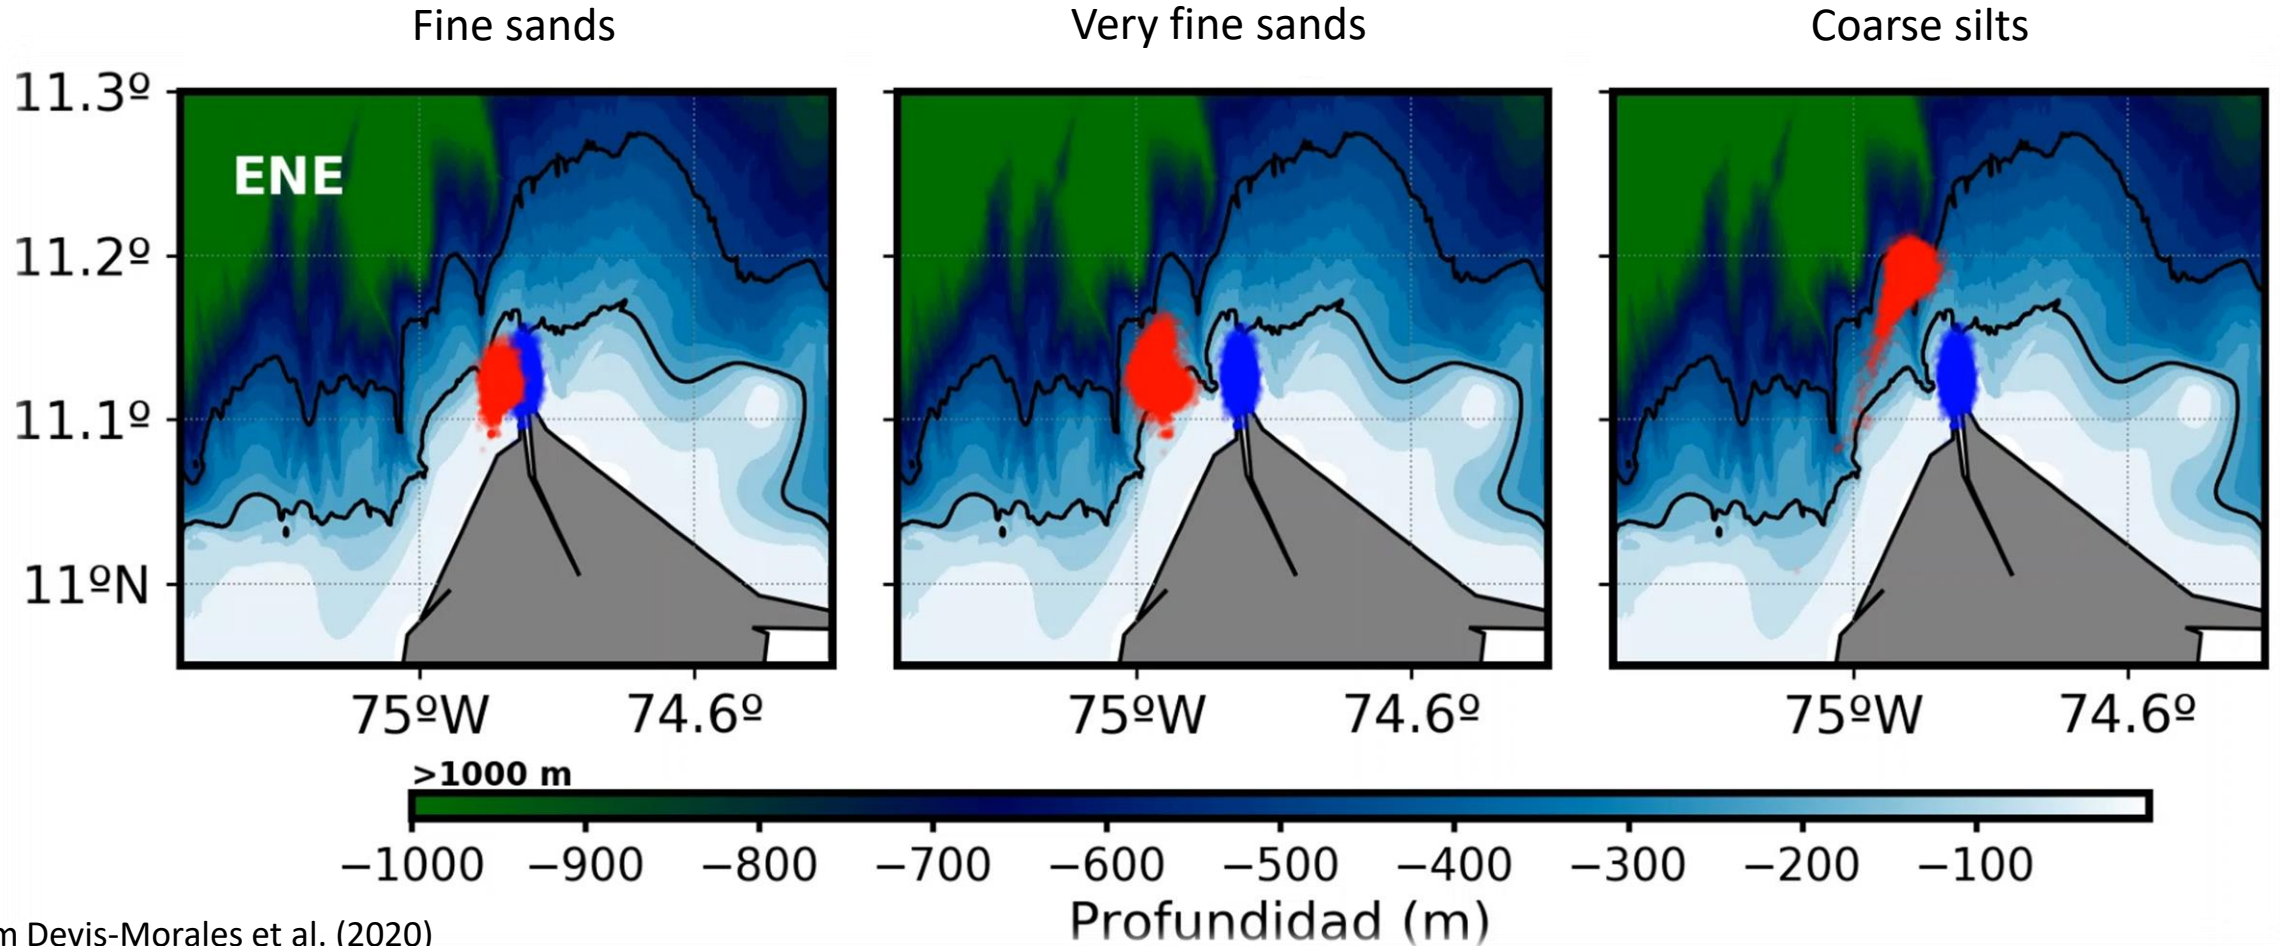 Fine sands
Very fine sands
Coarse silts
11.3º
ENE
11.2º
11.1º
11ºN
75ºW 74.6º 75ºW 74.6º 75ºW 74.6º
>1000 m
−1000 −900 −800 −700 −600 −500 −400 −300 −200 −100
Profundidad (m)
Devis-Morales et al. (2020)